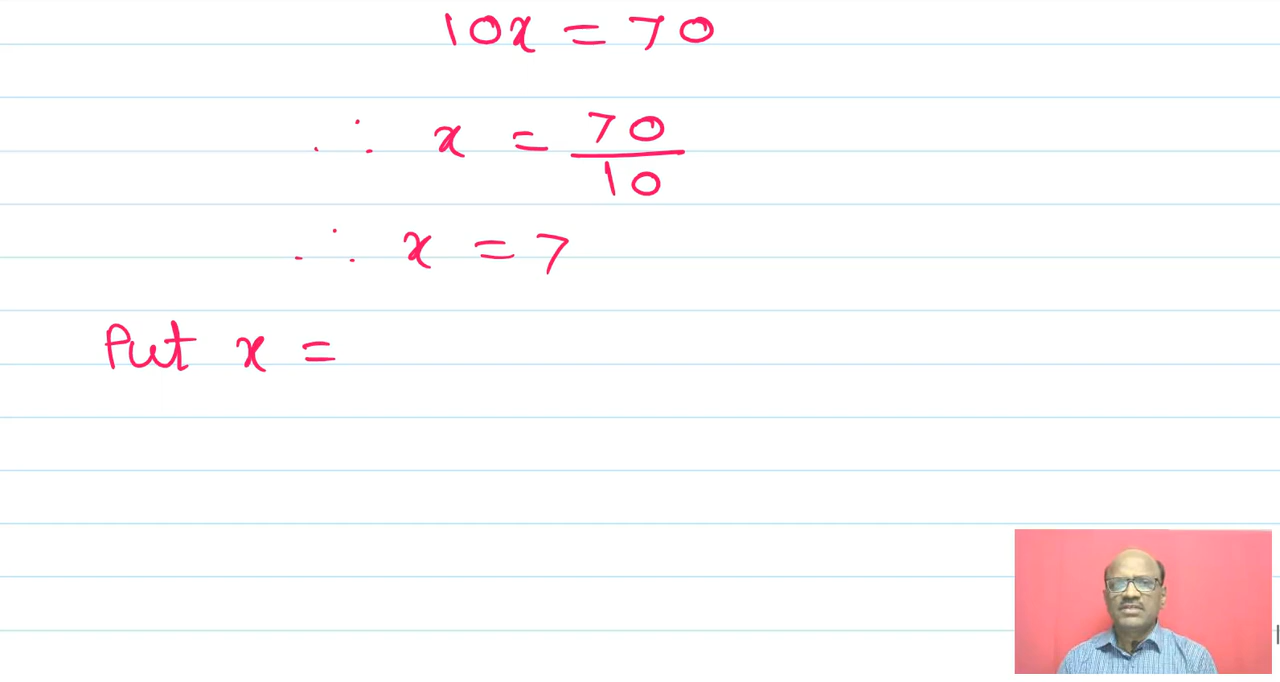 10x = 70
∴ x = 70/10
∴ x = 7
Put x =